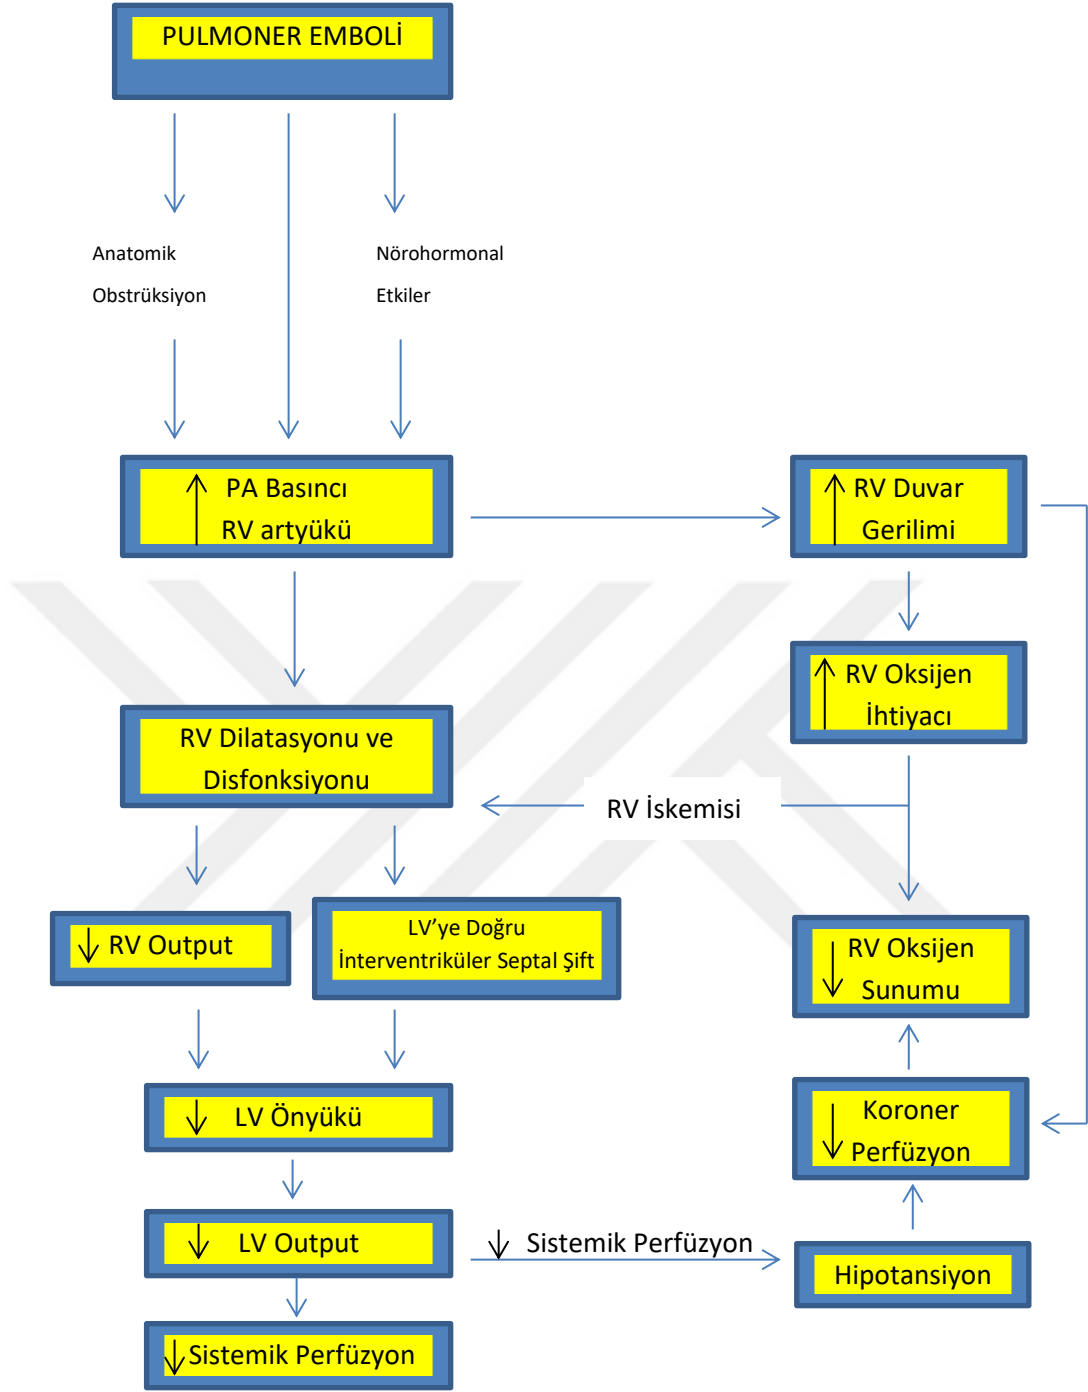 PULMONER EMBOLİ
Anatomik
Obstrüksiyon
Nörohormonal
Etkiler
PA Basıncı
RV artyükü
RV Duvar
Gerilimi
RV Oksijen
İhtiyacı
RV Dilatasyonu ve
Disfonksiyonu
RV İskemisi
RV Output
LV’ye Doğru
İnterventriküler Septal Şift
RV Oksijen
Sunumu
LV Önyükü
Koroner
Perfüzyon
LV Output
Sistemik Perfüzyon
Hipotansiyon
Sistemik Perfüzyon